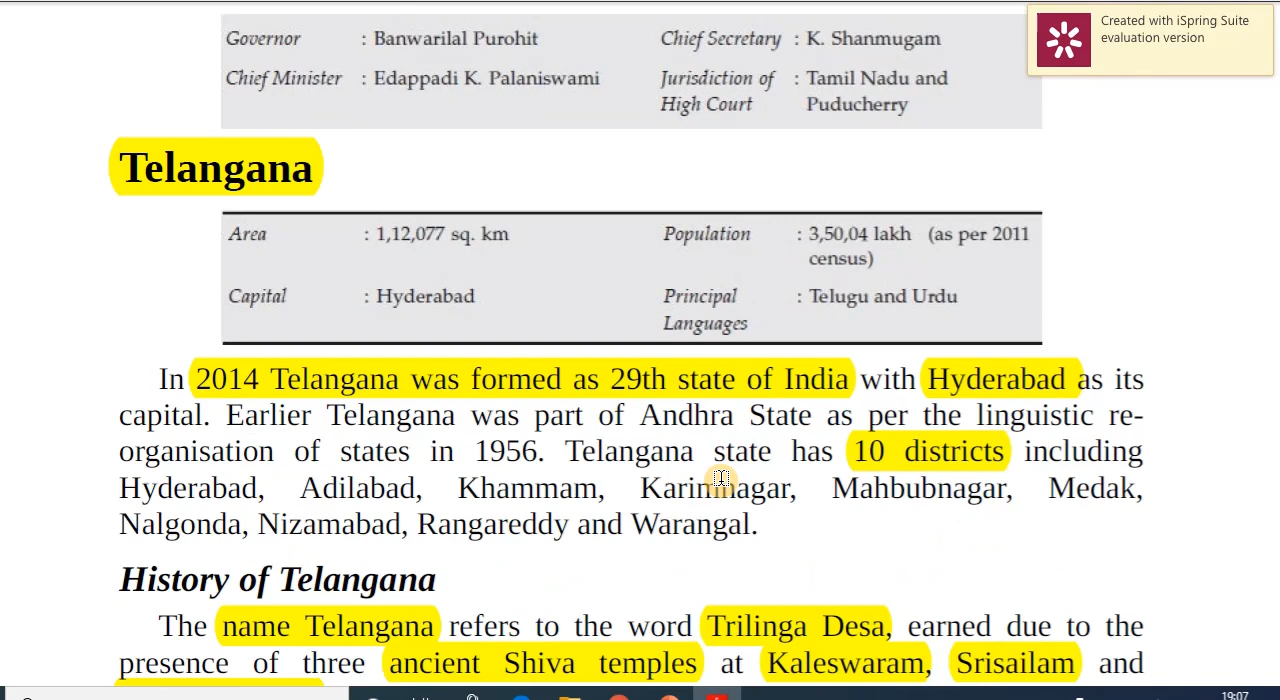 Created with iSpring Suite
evaluation version
Governor : Banwarilal Purohit Chief Secretary : K. Shanmugam
Chief Minister : Edappadi K. Palaniswami Jurisdiction of : Tamil Nadu and
High Court Puducherry
Telangana
Area : 1,12,077 sq. km Population : 3,50,04 lakh (as per 2011
census)
Capital : Hyderabad Principal : Telugu and Urdu
Languages
In 2014 Telangana was formed as 29th state of India with Hyderabad as its
capital. Earlier Telangana was part of Andhra State as per the linguistic re-
organisation of states in 1956. Telangana state has 10 districts including
Hyderabad, Adilabad, Khammam, Karimnagar, Mahbubnagar, Medak,
Nalgonda, Nizamabad, Rangareddy and Warangal.
History of Telangana
The name Telangana refers to the word Trilinga Desa, earned due to the
presence of three ancient Shiva temples at Kaleswaram, Srisailam and
19:07